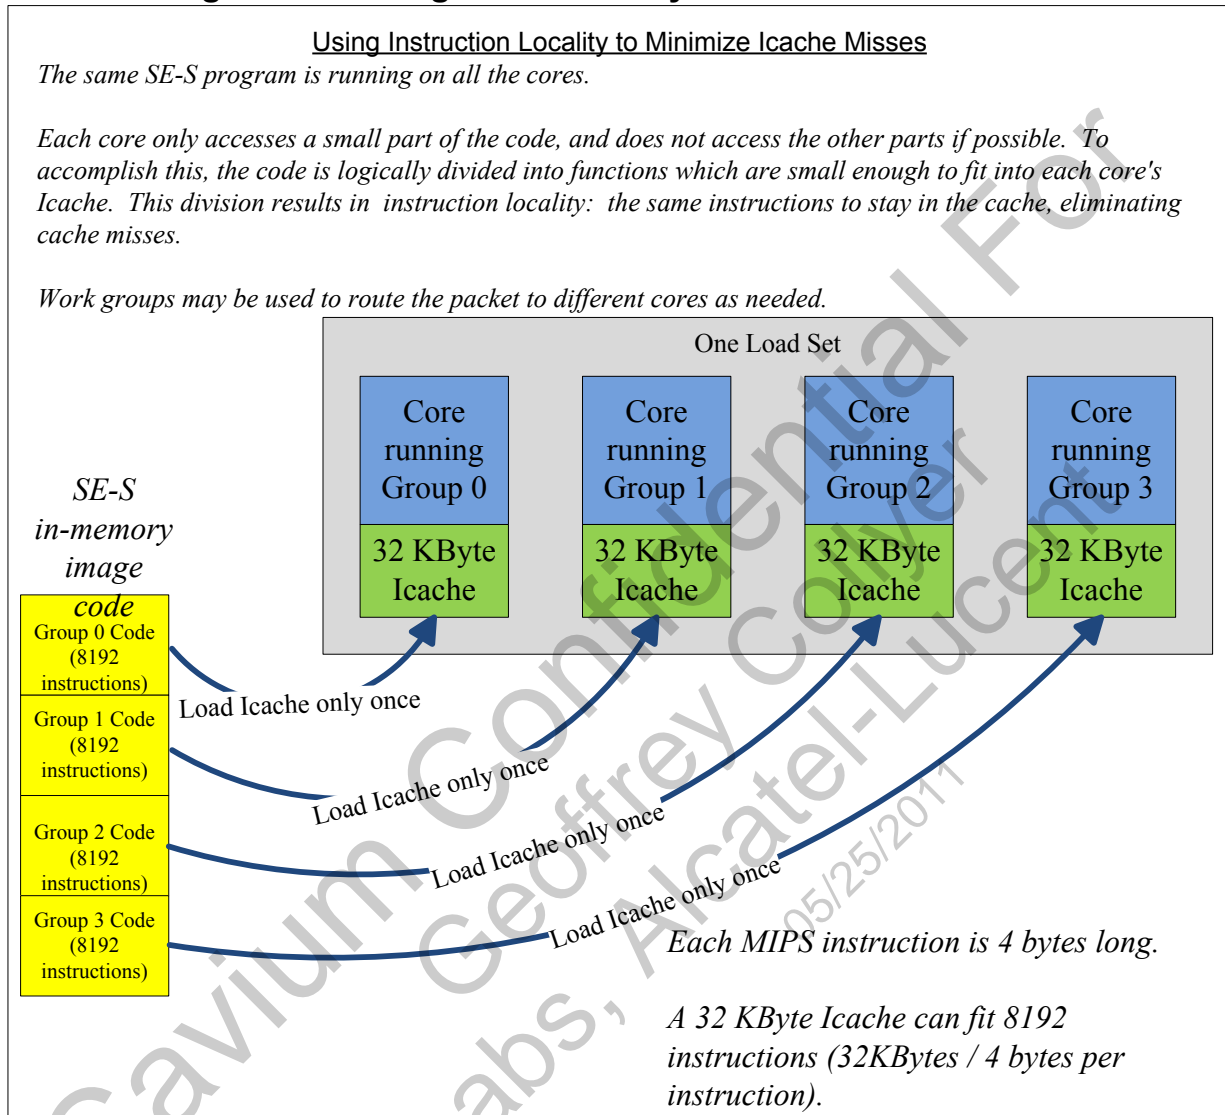 Using Instruction Locality to Minimize Icache Misses
The same SE-S program is running on all the cores.
Each core only accesses a small part of the code, and does not access the other parts if possible. To
accomplish this, the code is logically divided into functions which are small enough to fit into each core's
Icache. This division results in instruction locality: the same instructions to stay in the cache, eliminating
cache misses.
Work groups may be used to route the packet to different cores as needed.
One Load Set
Core
running
Group 0
32 KByte
Icache
Core
running
Group 1
32 KByte
Icache
Core
running
Group 2
32 KByte
Icache
Core
running
Group 3
32 KByte
Icache
SE-S
in-memory
image
code
Group 0 Code
(8192
instructions)
Group 1 Code
(8192
instructions)
Group 2 Code
(8192
instructions)
Group 3 Code
(8192
instructions)
Load Icache only once
Load Icache only once
Load Icache only once
Load Icache only once
Each MIPS instruction is 4 bytes long.
A 32 KByte Icache can fit 8192
instructions (32KBytes / 4 bytes per
instruction).
Cavium Confidential For
Geoffrey Collyer
abs, Alcatel-Lucent
05/25/2011